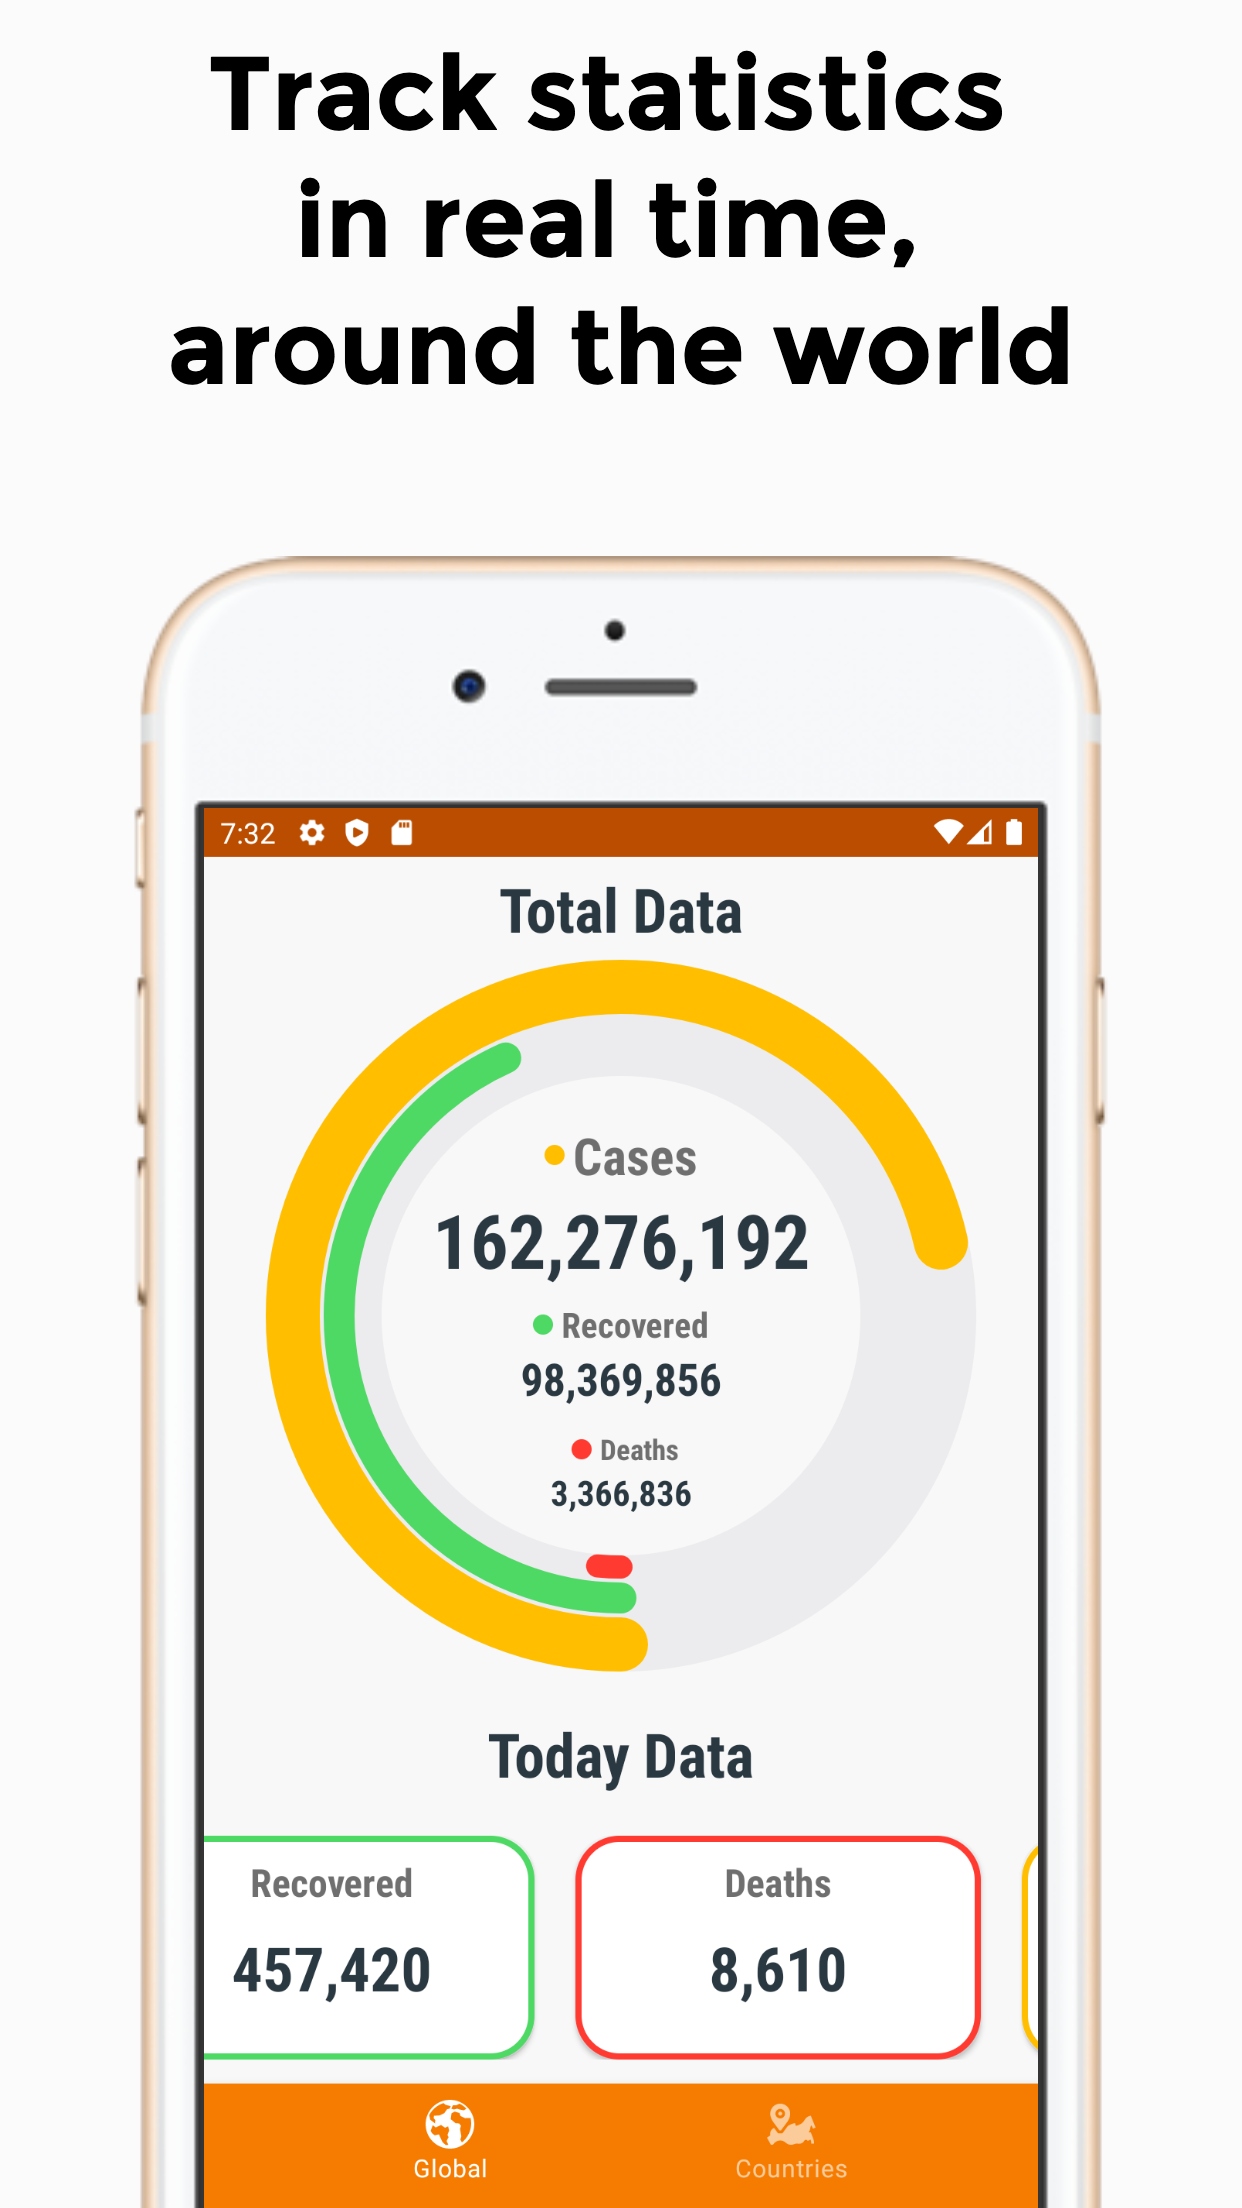 Track statistics
in real time,
around the world
7:32
Total Data
Cases
162,276,192
Recovered
98,369,856
Deaths
3,366,836
Today Data
Recovered
457,420
Deaths
8,610
Global
Countries